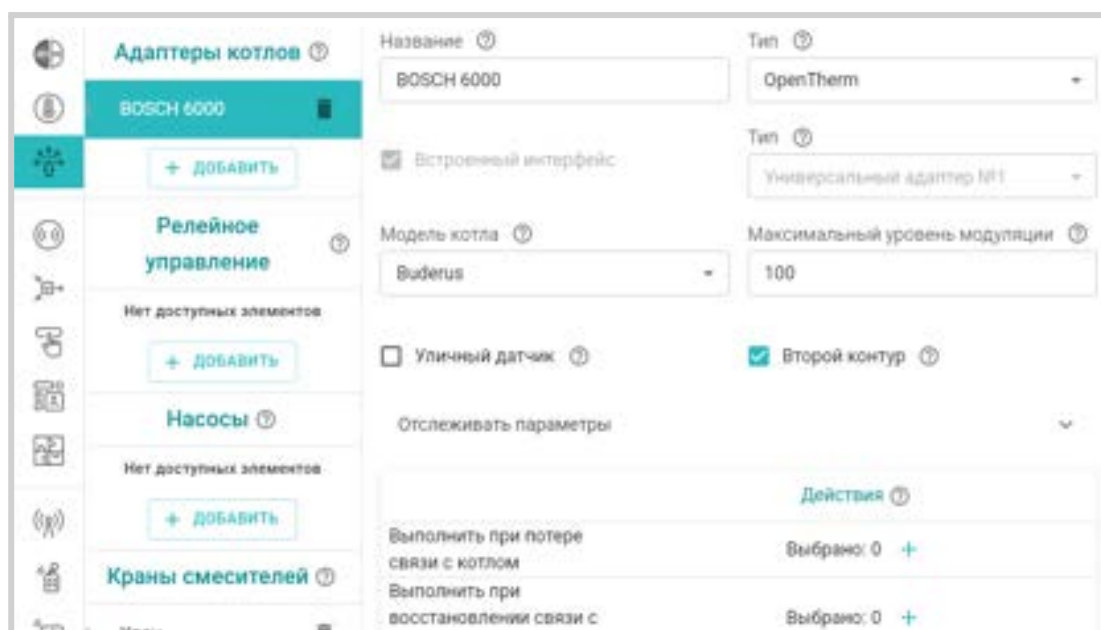 Адаптеры котлов
BOSCH 6000
+ ДОБАВИТЬ
Релейное
управление
Нет доступных элементов
+ ДОБАВИТЬ
Насосы
Нет доступных элементов
+ ДОБАВИТЬ
Краны смесителей
Название
BOSCH 6000
Тип
OpenTherm
Встроенный интерфейс
Тип
Универсальный адаптер №1
Модель котла
Buderus
Максимальный уровень модуляции
100
Уличный датчик
Второй контур
Отслеживать параметры
Действия
Выполнить при потере
связи с котлом
Выбрано: 0 +
Выполнить при
восстановлении связи с
Выбрано: 0 +